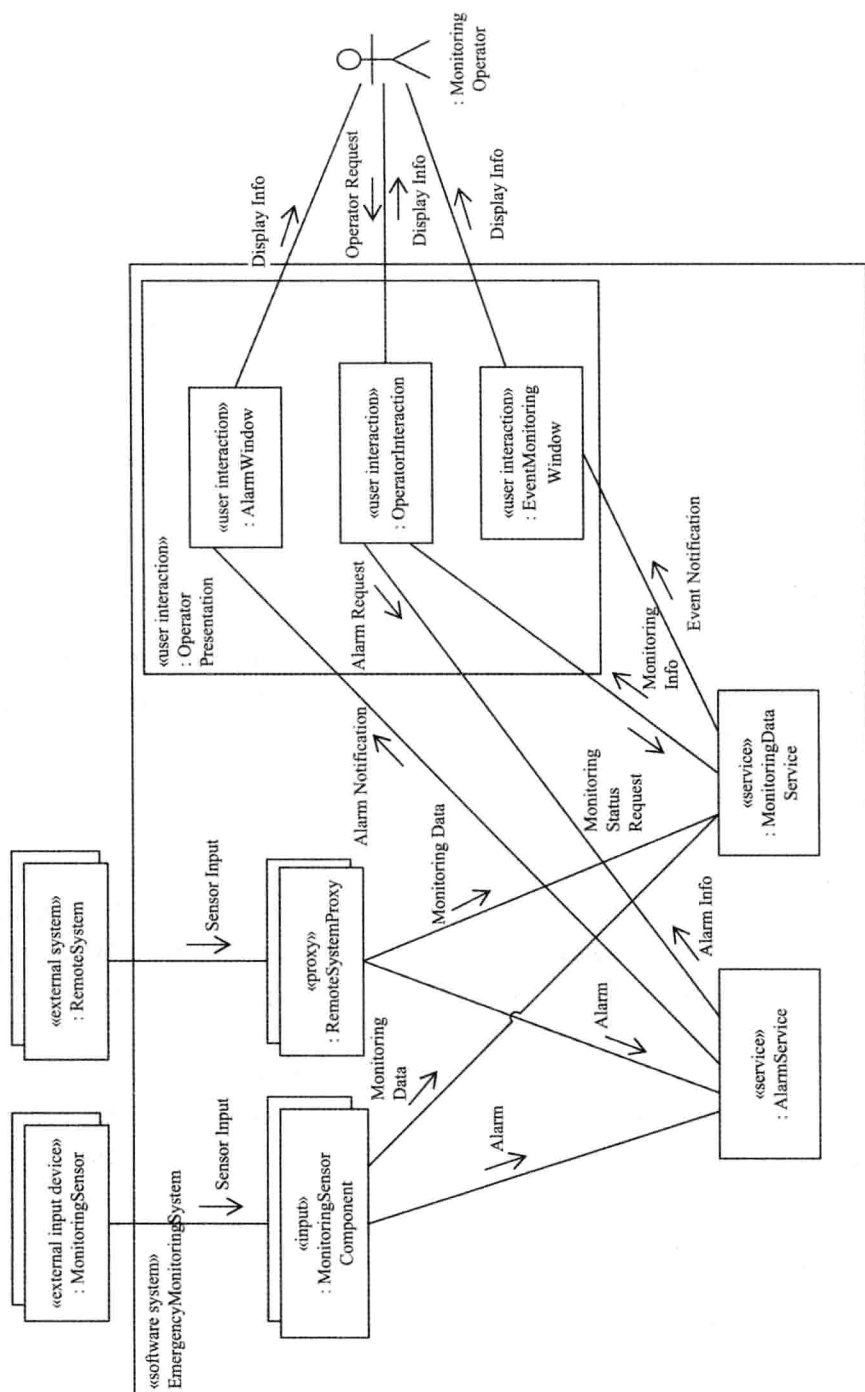 «external input device»
: MonitoringSensor
«external system»
: RemoteSystem
«software system»
EmergencyMonitoringSystem
Sensor Input
Sensor Input
«input»
: MonitoringSensor
Component
«proxy»
: RemoteSystemProxy
«user interaction»
: Operator
Presentation
«user interaction»
: AlarmWindow
Display Info
«user interaction»
: OperatorInteraction
Operator Request
Display Info
: Monitoring
Operator
«user interaction»
: EventMonitoring
Window
Display Info
Monitoring
Data
Monitoring Data
Alarm Notification
Alarm Request
Alarm
Alarm
Monitoring
Status
Request
Monitoring
Info
Alarm Info
Event Notification
«service»
: AlarmService
«service»
: MonitoringData
Service